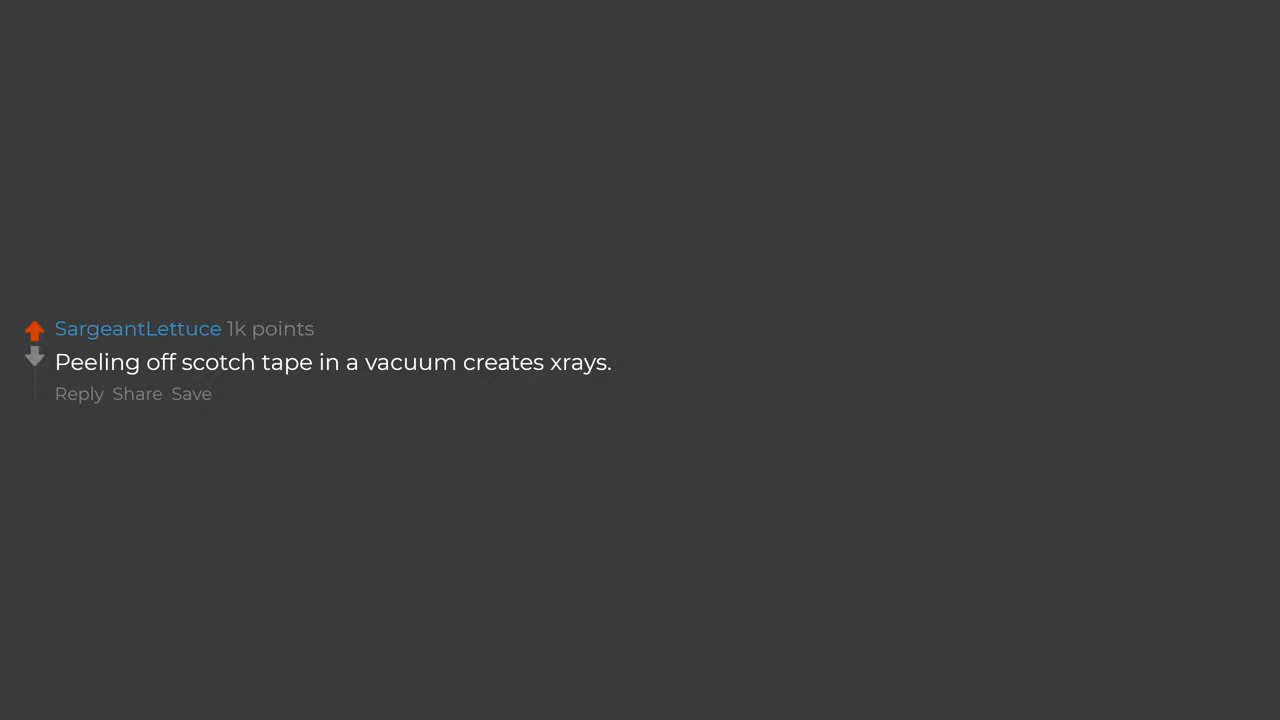 SargeantLettuce 1k points
Peeling off scotch tape in a vacuum creates xrays.
Reply Share Save